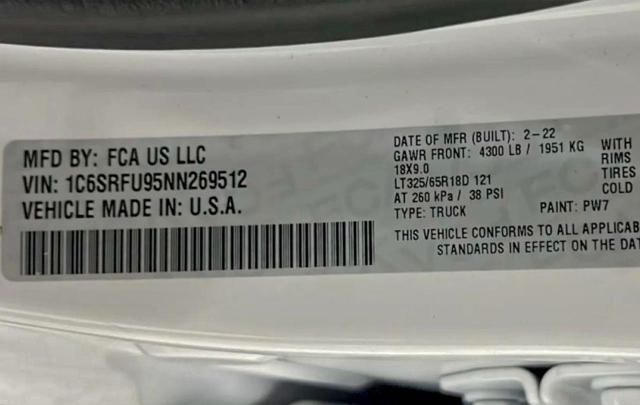 MFD BY: FCA US LLC
VIN: 1C6SRFU95NN269512
VEHICLE MADE IN: U.S.A.
DATE OF MFR (BUILT): 2-22
GAWR FRONT: 4300 LB / 1951 KG WITH
18X9.0 RIMS
LT325/65R18D 121 TIRES
AT 260 kPa / 38 PSI COLD
TYPE: TRUCK PAINT: PW7
THIS VEHICLE CONFORMS TO ALL APPLICAB
STANDARDS IN EFFECT ON THE DAT